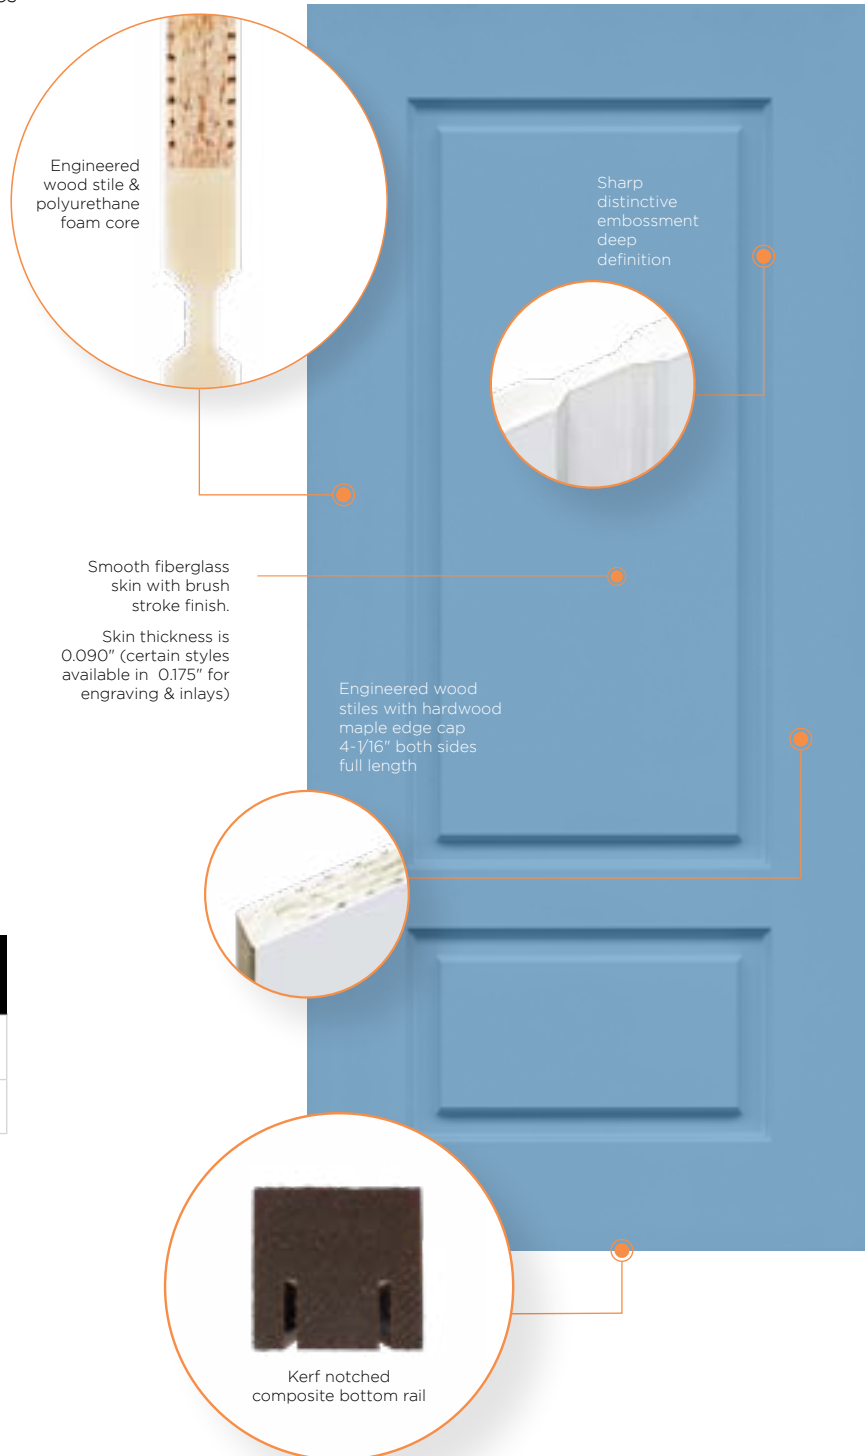 Engineered
wood stile &
polyurethane
foam core
Sharp
distinctive
embossment
deep
definition
Smooth fiberglass
skin with brush
stroke finish.
Skin thickness is
0.090" (certain styles
available in 0.175" for
engraving & inlays)
Engineered wood
stiles with hardwood
maple edge cap
4-1/16" both sides
full length
Kerf notched
composite bottom rail